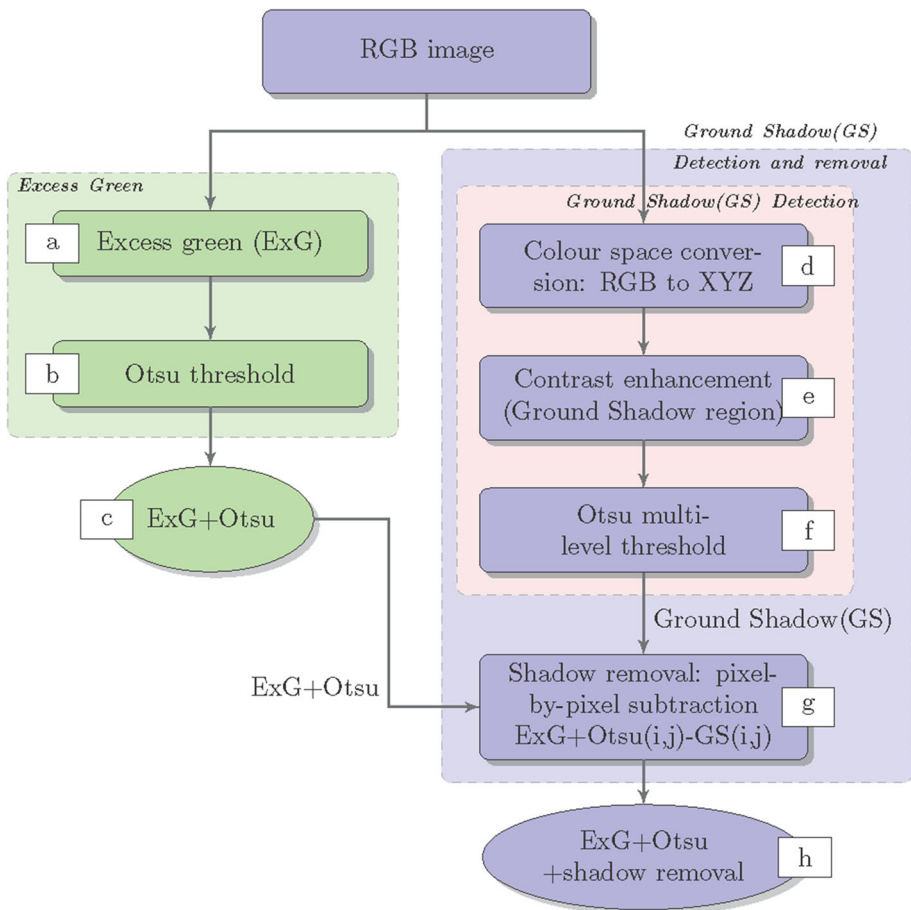 RGB image
Ground Shadow(GS)
Detection and removal
Excess Green
Ground Shadow(GS) Detection
a
Excess green (ExG)
Colour space conver-
sion: RGB to XYZ
d
b
Otsu threshold
Contrast enhancement
(Ground Shadow region)
e
c
ExG+Otsu
Otsu multi-
level threshold
f
Ground Shadow(GS)
ExG+Otsu
Shadow removal: pixel-
by-pixel subtraction
ExG+Otsu(i,j)-GS(i,j)
g
ExG+Otsu
+shadow removal
h